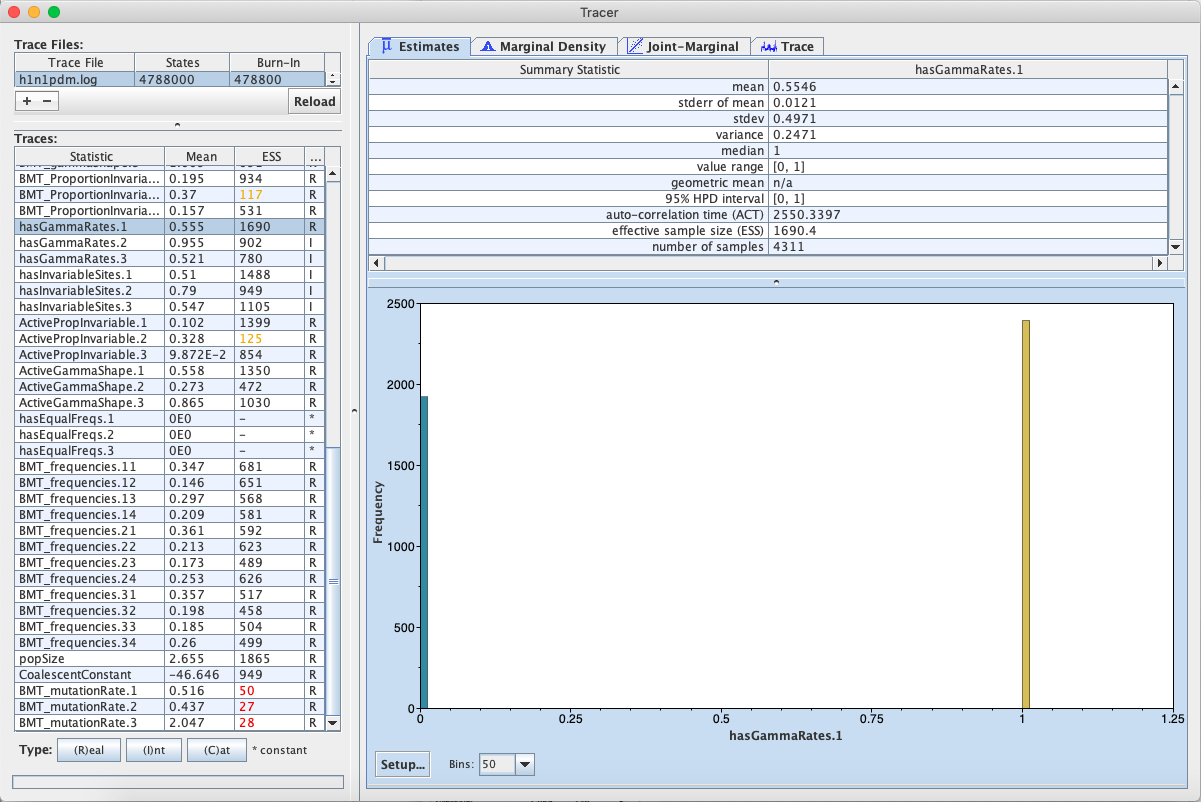 Tracer
Trace Files:
Trace File States Burn-In
h1n1pdm.log 4788000 478800
+ − Reload
Traces:
Statistic Mean ESS ...
BMT_ProportionInvaria... 0.195 934 R
BMT_ProportionInvaria... 0.37 117 R
BMT_ProportionInvaria... 0.157 531 R
hasGammaRates.1 0.555 1690 R
hasGammaRates.2 0.955 902 I
hasGammaRates.3 0.521 780 I
hasInvariableSites.1 0.51 1488 I
hasInvariableSites.2 0.79 949 I
hasInvariableSites.3 0.547 1105 I
ActivePropInvariable.1 0.102 1399 R
ActivePropInvariable.2 0.328 125 R
ActivePropInvariable.3 9.872E-2 854 R
ActiveGammaShape.1 0.558 1350 R
ActiveGammaShape.2 0.273 472 R
ActiveGammaShape.3 0.865 1030 R
hasEqualFreqs.1 0E0 - *
hasEqualFreqs.2 0E0 - *
hasEqualFreqs.3 0E0 - *
BMT_frequencies.11 0.347 681 R
BMT_frequencies.12 0.146 651 R
BMT_frequencies.13 0.297 568 R
BMT_frequencies.14 0.209 581 R
BMT_frequencies.21 0.361 592 R
BMT_frequencies.22 0.213 623 R
BMT_frequencies.23 0.173 489 R
BMT_frequencies.24 0.253 626 R
BMT_frequencies.31 0.357 517 R
BMT_frequencies.32 0.198 458 R
BMT_frequencies.33 0.185 504 R
BMT_frequencies.34 0.26 499 R
popSize 2.655 1865 R
CoalescentConstant -46.646 949 R
BMT_mutationRate.1 0.516 50 R
BMT_mutationRate.2 0.437 27 R
BMT_mutationRate.3 2.047 28 R
Type: (R)eal (I)nt (C)at * constant
μ Estimates Marginal Density Joint-Marginal Trace
Summary Statistic hasGammaRates.1
mean 0.5546
stderr of mean 0.0121
stdev 0.4971
variance 0.2471
median 1
value range [0, 1]
geometric mean n/a
95% HPD interval [0, 1]
auto-correlation time (ACT) 2550.3397
effective sample size (ESS) 1690.4
number of samples 4311
2500
2000
1500
1000
500
0
Frequency
0 0.25 0.5 0.75 1 1.25
hasGammaRates.1
Setup... Bins: 50